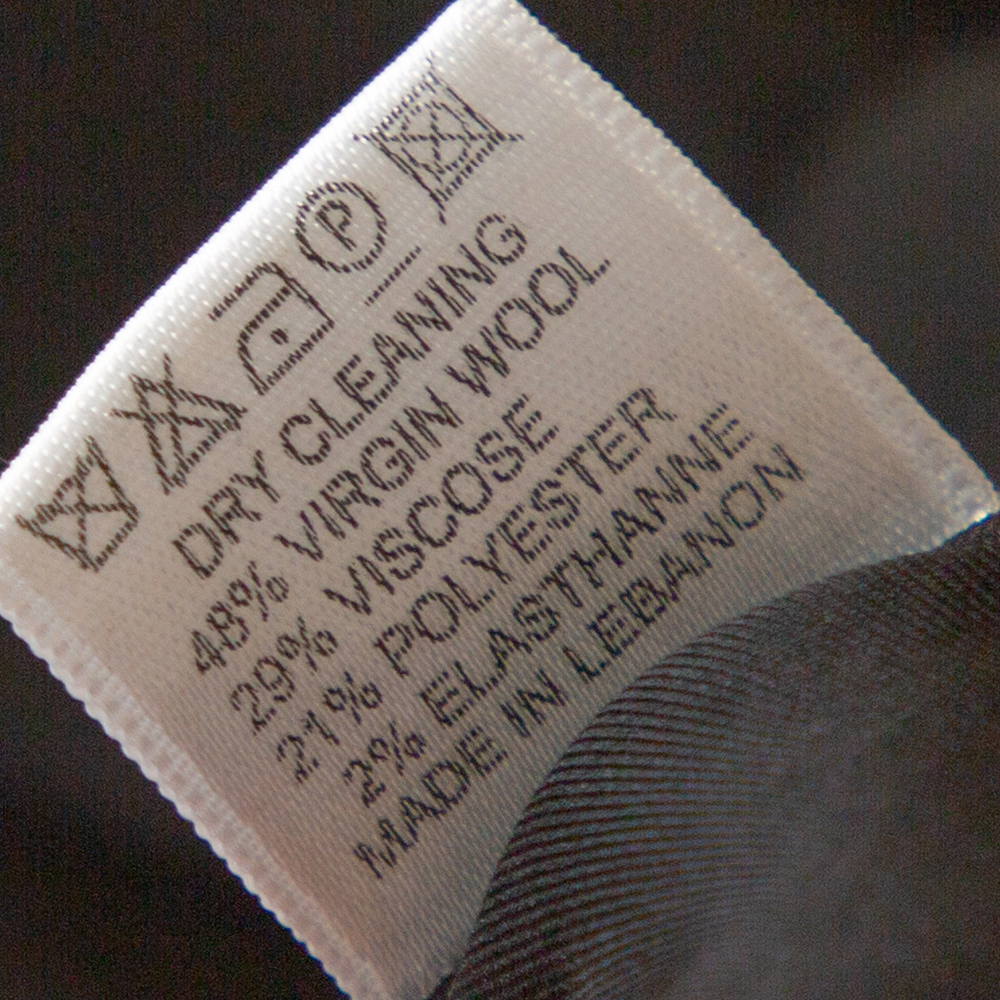 P
DRY CLEANING
48% VIRGIN WOOL
29% VISCOSE
21% POLYESTER
2% ELASTHANNE
MADE IN LEBANON